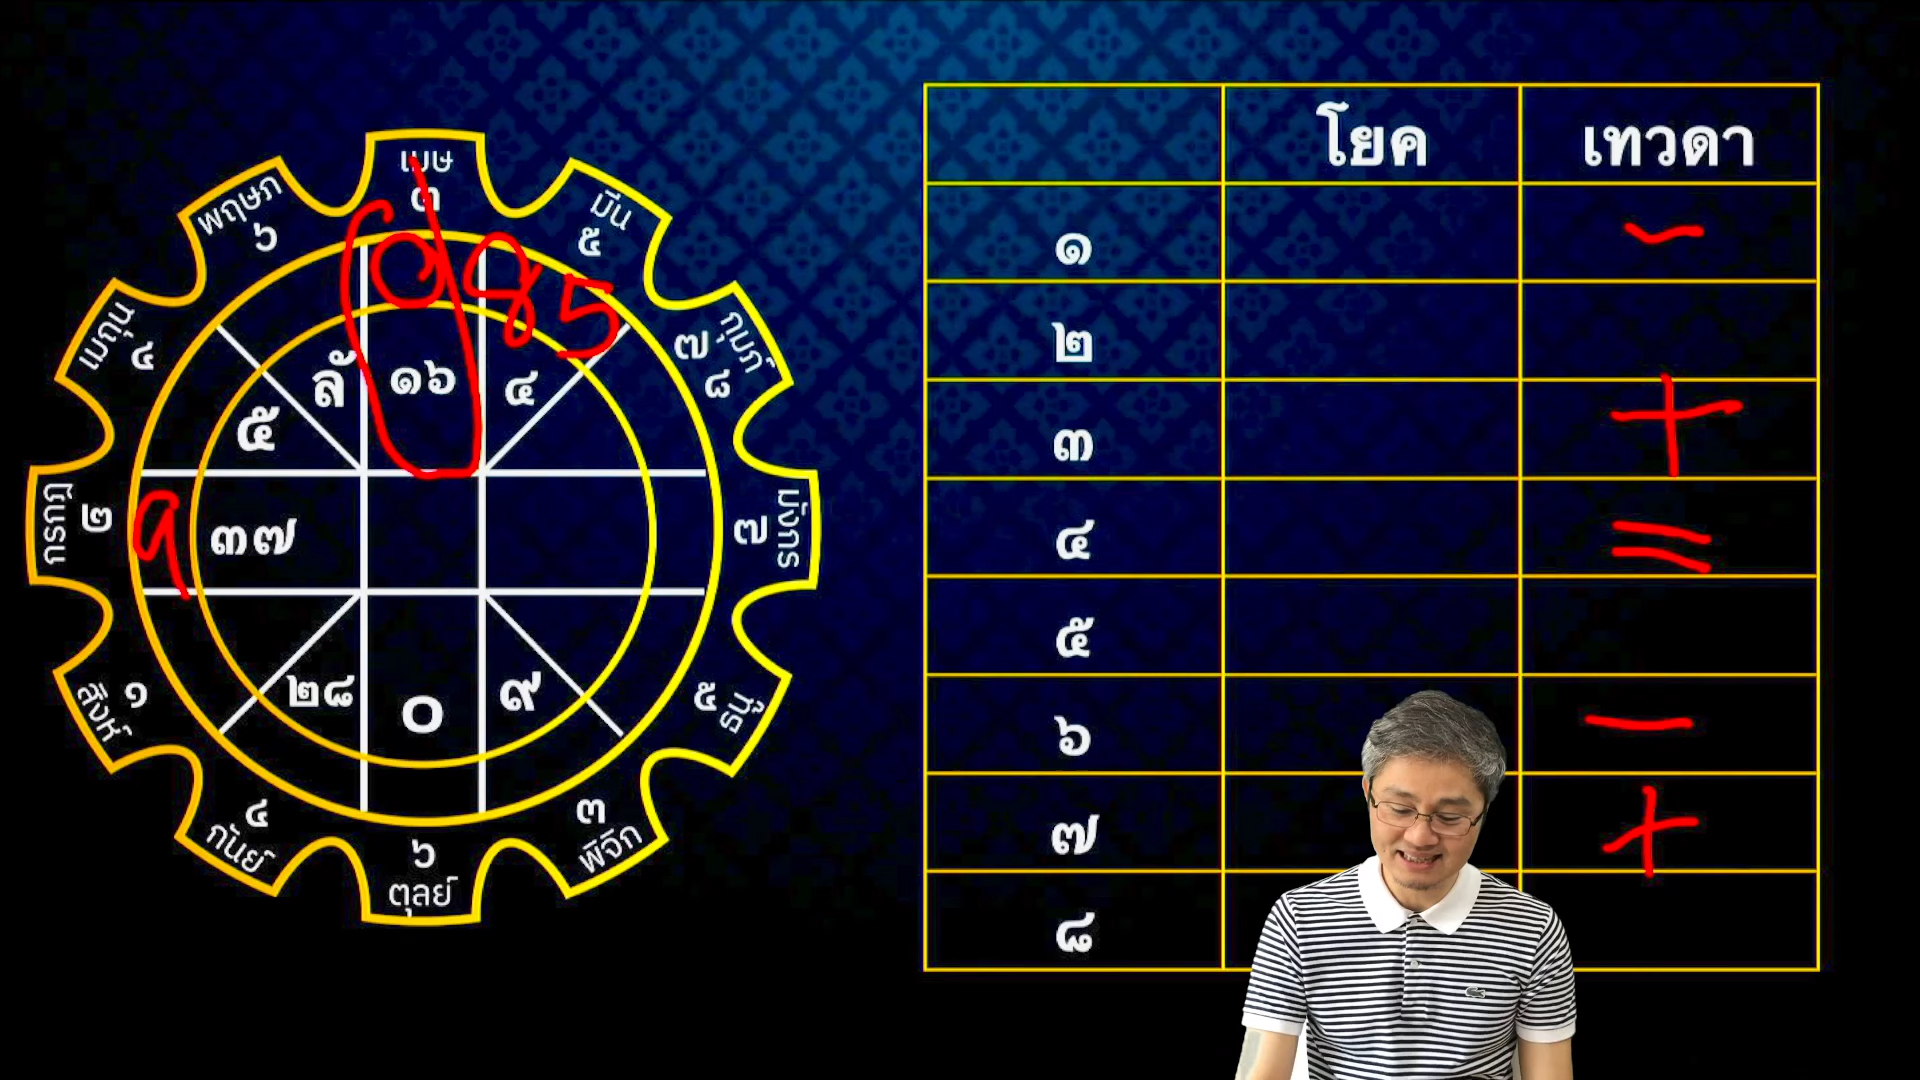 เมษ
๓
พฤษภ
๖
มีน
๕
เมถุน
๔
กุมภ์
๗
๘
ลั
๑๖
๔
๕
กรกฎ
๒
๓๗
มังกร
๗
สิงห์
๑
๒๘
๐
๙
ธนู
๕
กันย์
๔
ตุลย์
๖
พิจิก
๓
985
9
โยค เทวดา
๑ -
๒
๓ +
๔ =
๕
๖ -
๗ +
๘